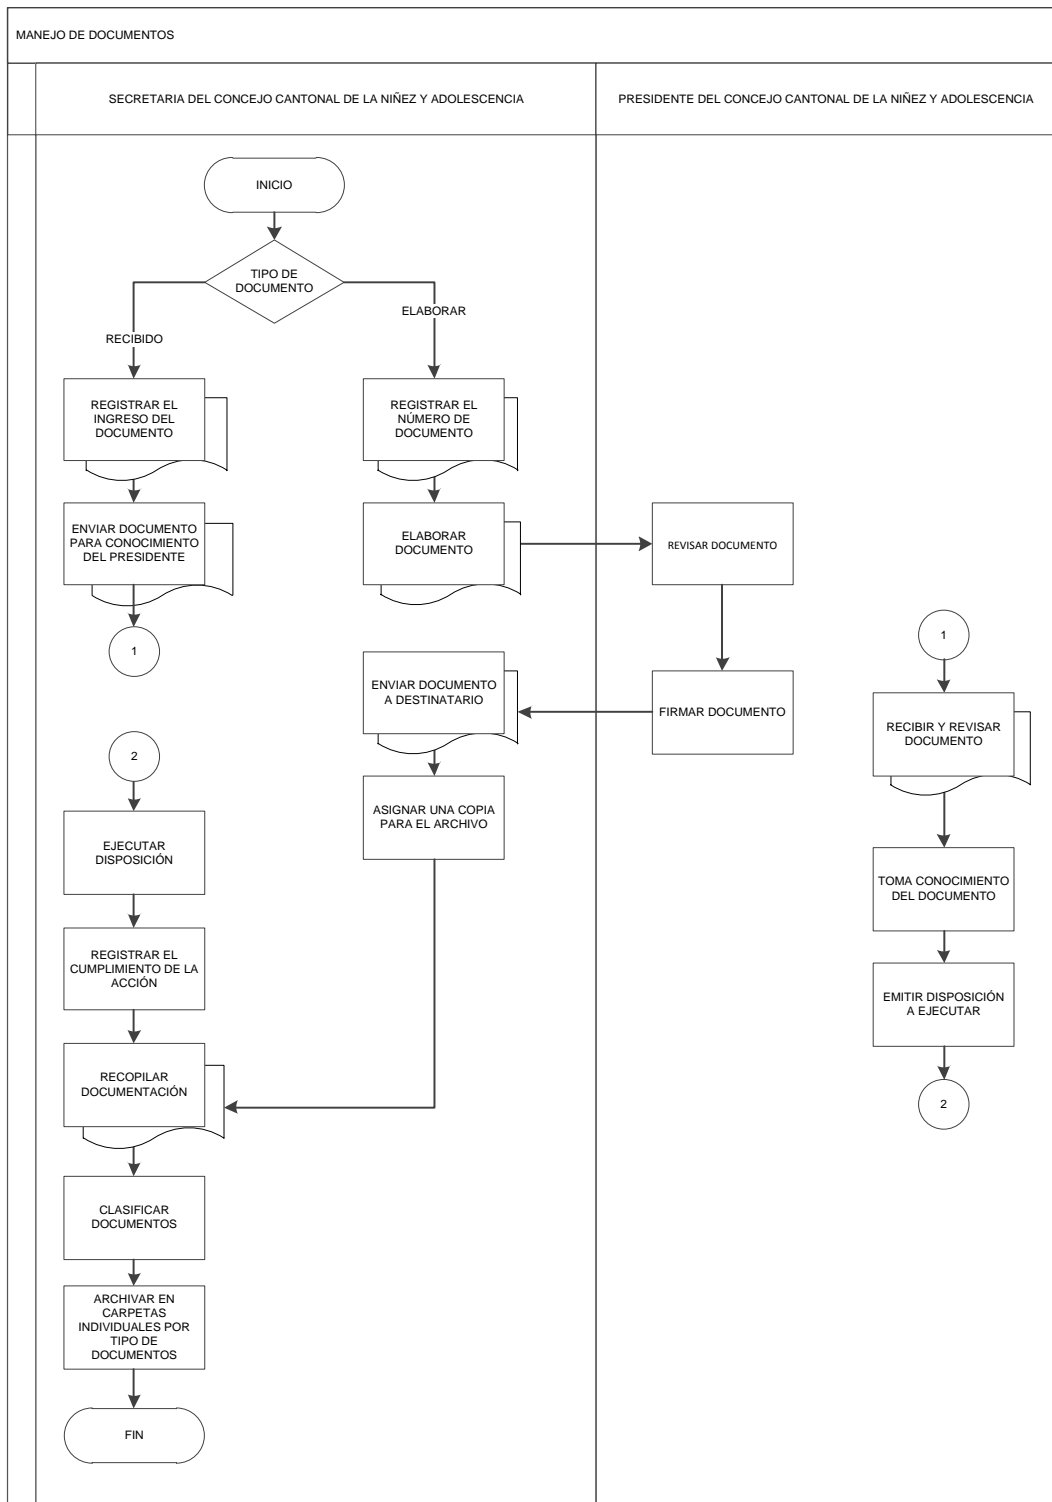 MANEJO DE DOCUMENTOS
SECRETARIA DEL CONCEJO CANTONAL DE LA NIÑEZ Y ADOLESCENCIA
PRESIDENTE DEL CONCEJO CANTONAL DE LA NIÑEZ Y ADOLESCENCIA
INICIO
TIPO DE
DOCUMENTO
RECIBIDO
ELABORAR
REGISTRAR EL
INGRESO DEL
DOCUMENTO
REGISTRAR EL
NÚMERO DE
DOCUMENTO
ENVIAR DOCUMENTO
PARA CONOCIMIENTO
DEL PRESIDENTE
ELABORAR
DOCUMENTO
REVISAR DOCUMENTO
1
1
ENVIAR DOCUMENTO
A DESTINATARIO
FIRMAR DOCUMENTO
RECIBIR Y REVISAR
DOCUMENTO
2
ASIGNAR UNA COPIA
PARA EL ARCHIVO
EJECUTAR
DISPOSICIÓN
TOMA CONOCIMIENTO
DEL DOCUMENTO
REGISTRAR EL
CUMPLIMIENTO DE LA
ACCIÓN
EMITIR DISPOSICIÓN
A EJECUTAR
RECOPILAR
DOCUMENTACIÓN
2
CLASIFICAR
DOCUMENTOS
ARCHIVAR EN
CARPETAS
INDIVIDUALES POR
TIPO DE
DOCUMENTOS
FIN